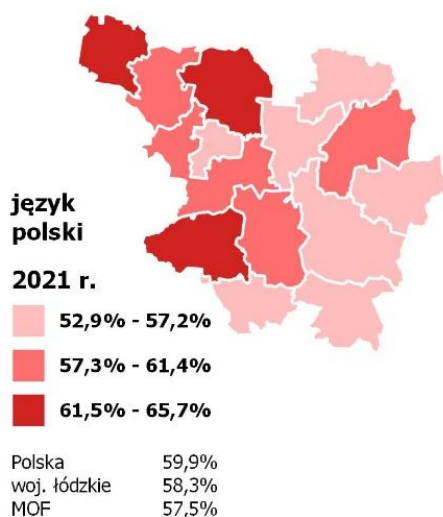 język
polski
2021 r.
52,9% - 57,2%
57,3% - 61,4%
61,5% - 65,7%
Polska 59,9%
woj. łódzkie 58,3%
MOF 57,5%